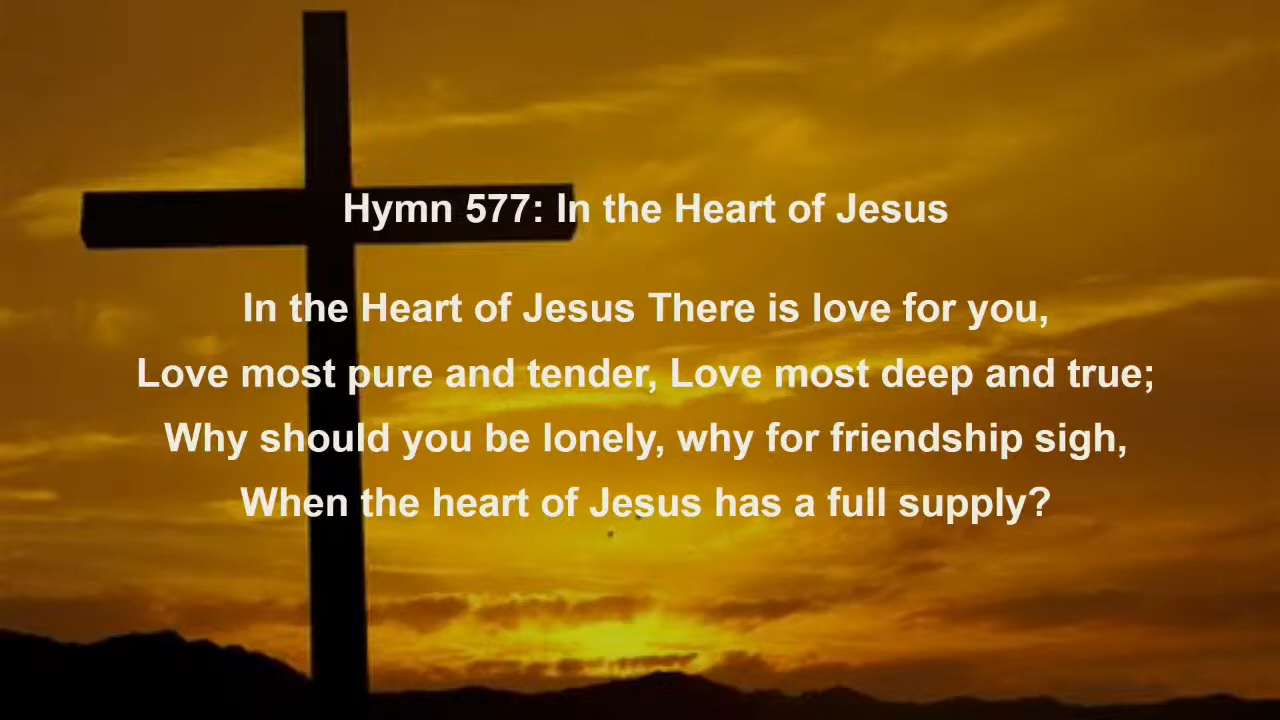 Hymn 577: In the Heart of Jesus
In the Heart of Jesus There is love for you,
Love most pure and tender, Love most deep and true;
Why should you be lonely, why for friendship sigh,
When the heart of Jesus has a full supply?